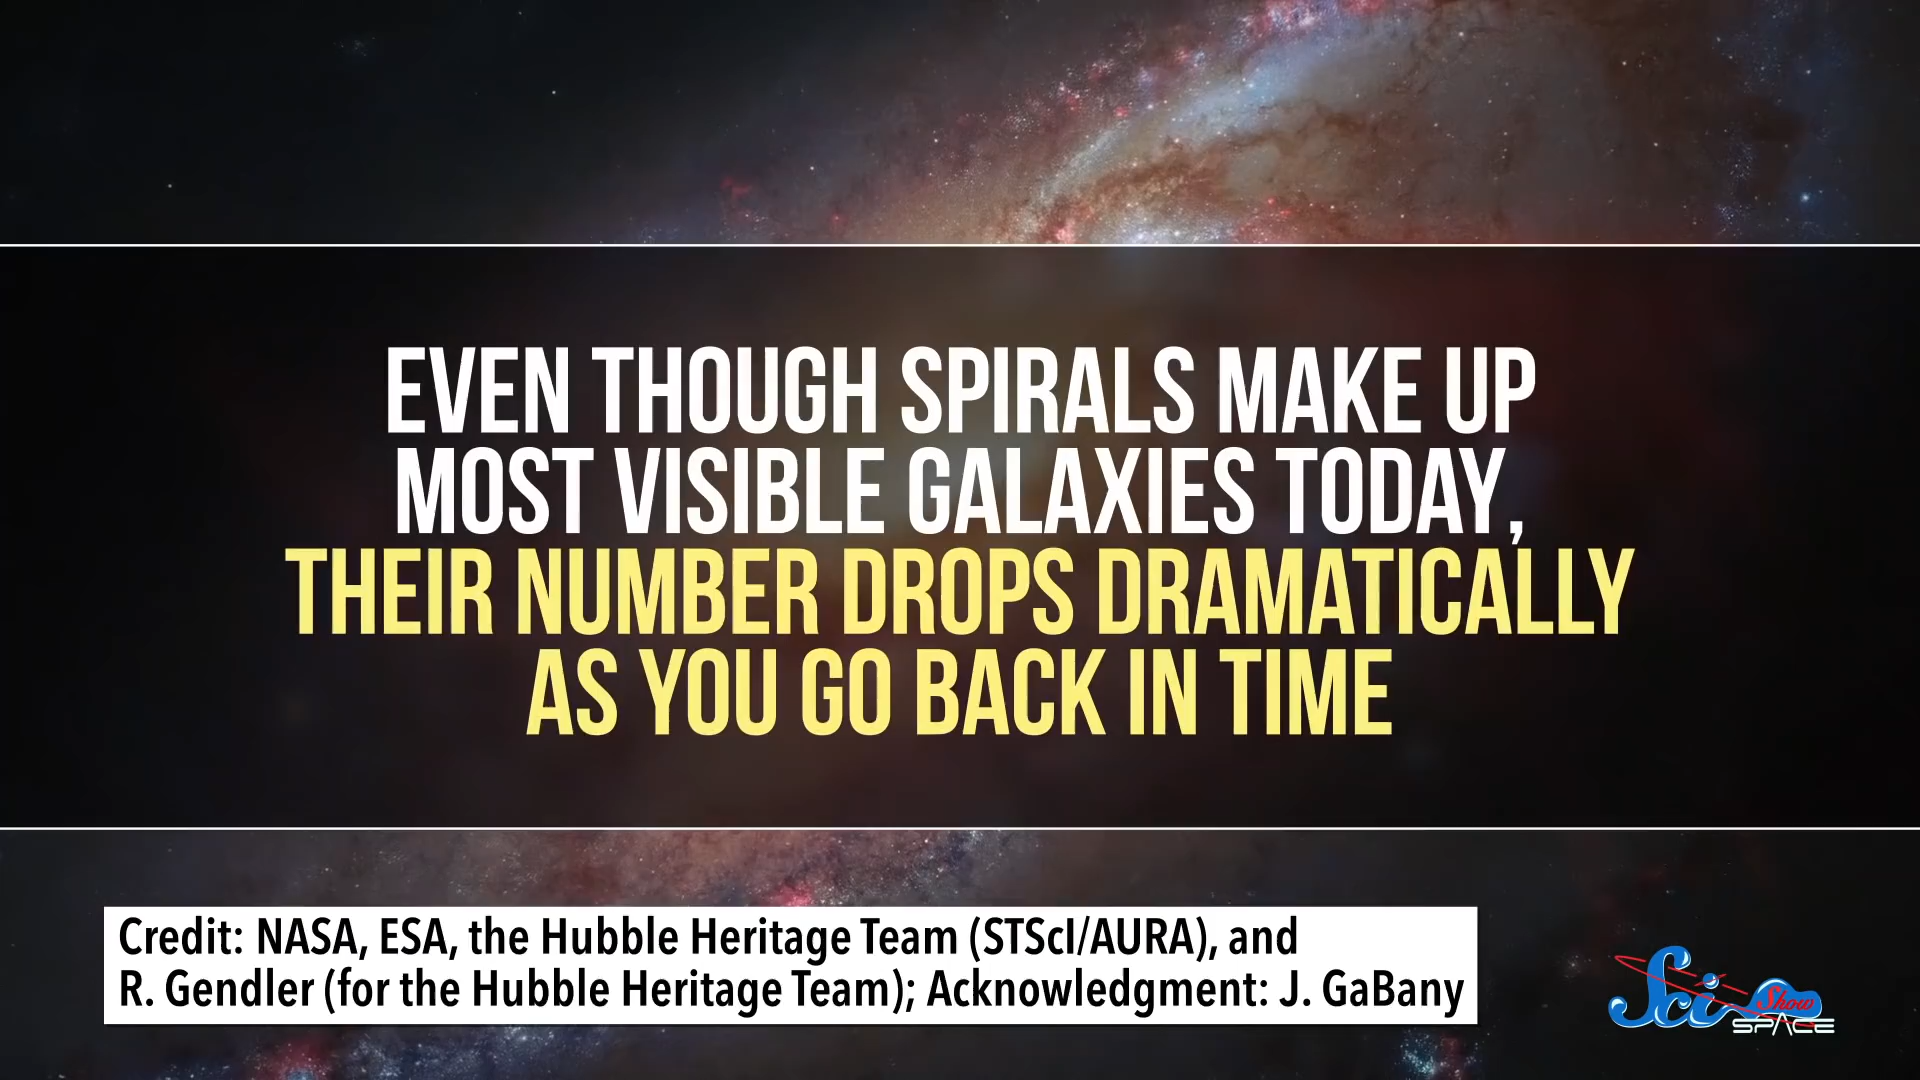 EVEN THOUGH SPIRALS MAKE UP
MOST VISIBLE GALAXIES TODAY,
THEIR NUMBER DROPS DRAMATICALLY
AS YOU GO BACK IN TIME
Credit: NASA, ESA, the Hubble Heritage Team (STScI/AURA), and
R. Gendler (for the Hubble Heritage Team); Acknowledgment: J. GaBany
Sci Show
SPACE